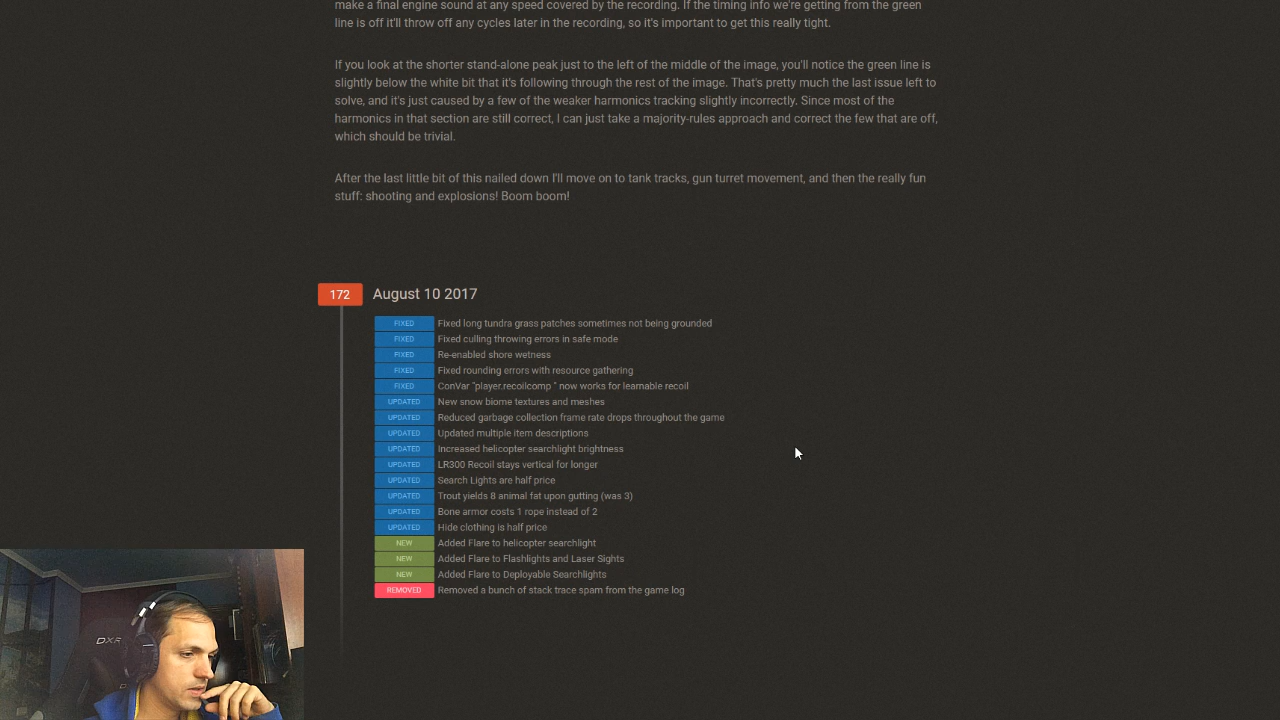 make a final engine sound at any speed covered by the recording. If the timing info we're getting from the green
line is off it'll throw off any cycles later in the recording, so it's important to get this really tight.
If you look at the shorter stand-alone peak just to the left of the middle of the image, you'll notice the green line is
slightly below the white bit that it's following through the rest of the image. That's pretty much the last issue left to
solve, and it's just caused by a few of the weaker harmonics tracking slightly incorrectly. Since most of the
harmonics in that section are still correct, I can just take a majority-rules approach and correct the few that are off,
which should be trivial.
After the last little bit of this nailed down I'll move on to tank tracks, gun turret movement, and then the really fun
stuff: shooting and explosions! Boom boom!
172 August 10 2017
FIXED Fixed long tundra grass patches sometimes not being grounded
FIXED Fixed culling throwing errors in safe mode
FIXED Re-enabled shore wetness
FIXED Fixed rounding errors with resource gathering
FIXED ConVar "player.recoilcomp " now works for learnable recoil
UPDATED New snow biome textures and meshes
UPDATED Reduced garbage collection frame rate drops throughout the game
UPDATED Updated multiple item descriptions
UPDATED Increased helicopter searchlight brightness
UPDATED LR300 Recoil stays vertical for longer
UPDATED Search Lights are half price
UPDATED Trout yields 8 animal fat upon gutting (was 3)
UPDATED Bone armor costs 1 rope instead of 2
UPDATED Hide clothing is half price
NEW Added Flare to helicopter searchlight
NEW Added Flare to Flashlights and Laser Sights
NEW Added Flare to Deployable Searchlights
REMOVED Removed a bunch of stack trace spam from the game log
DXR